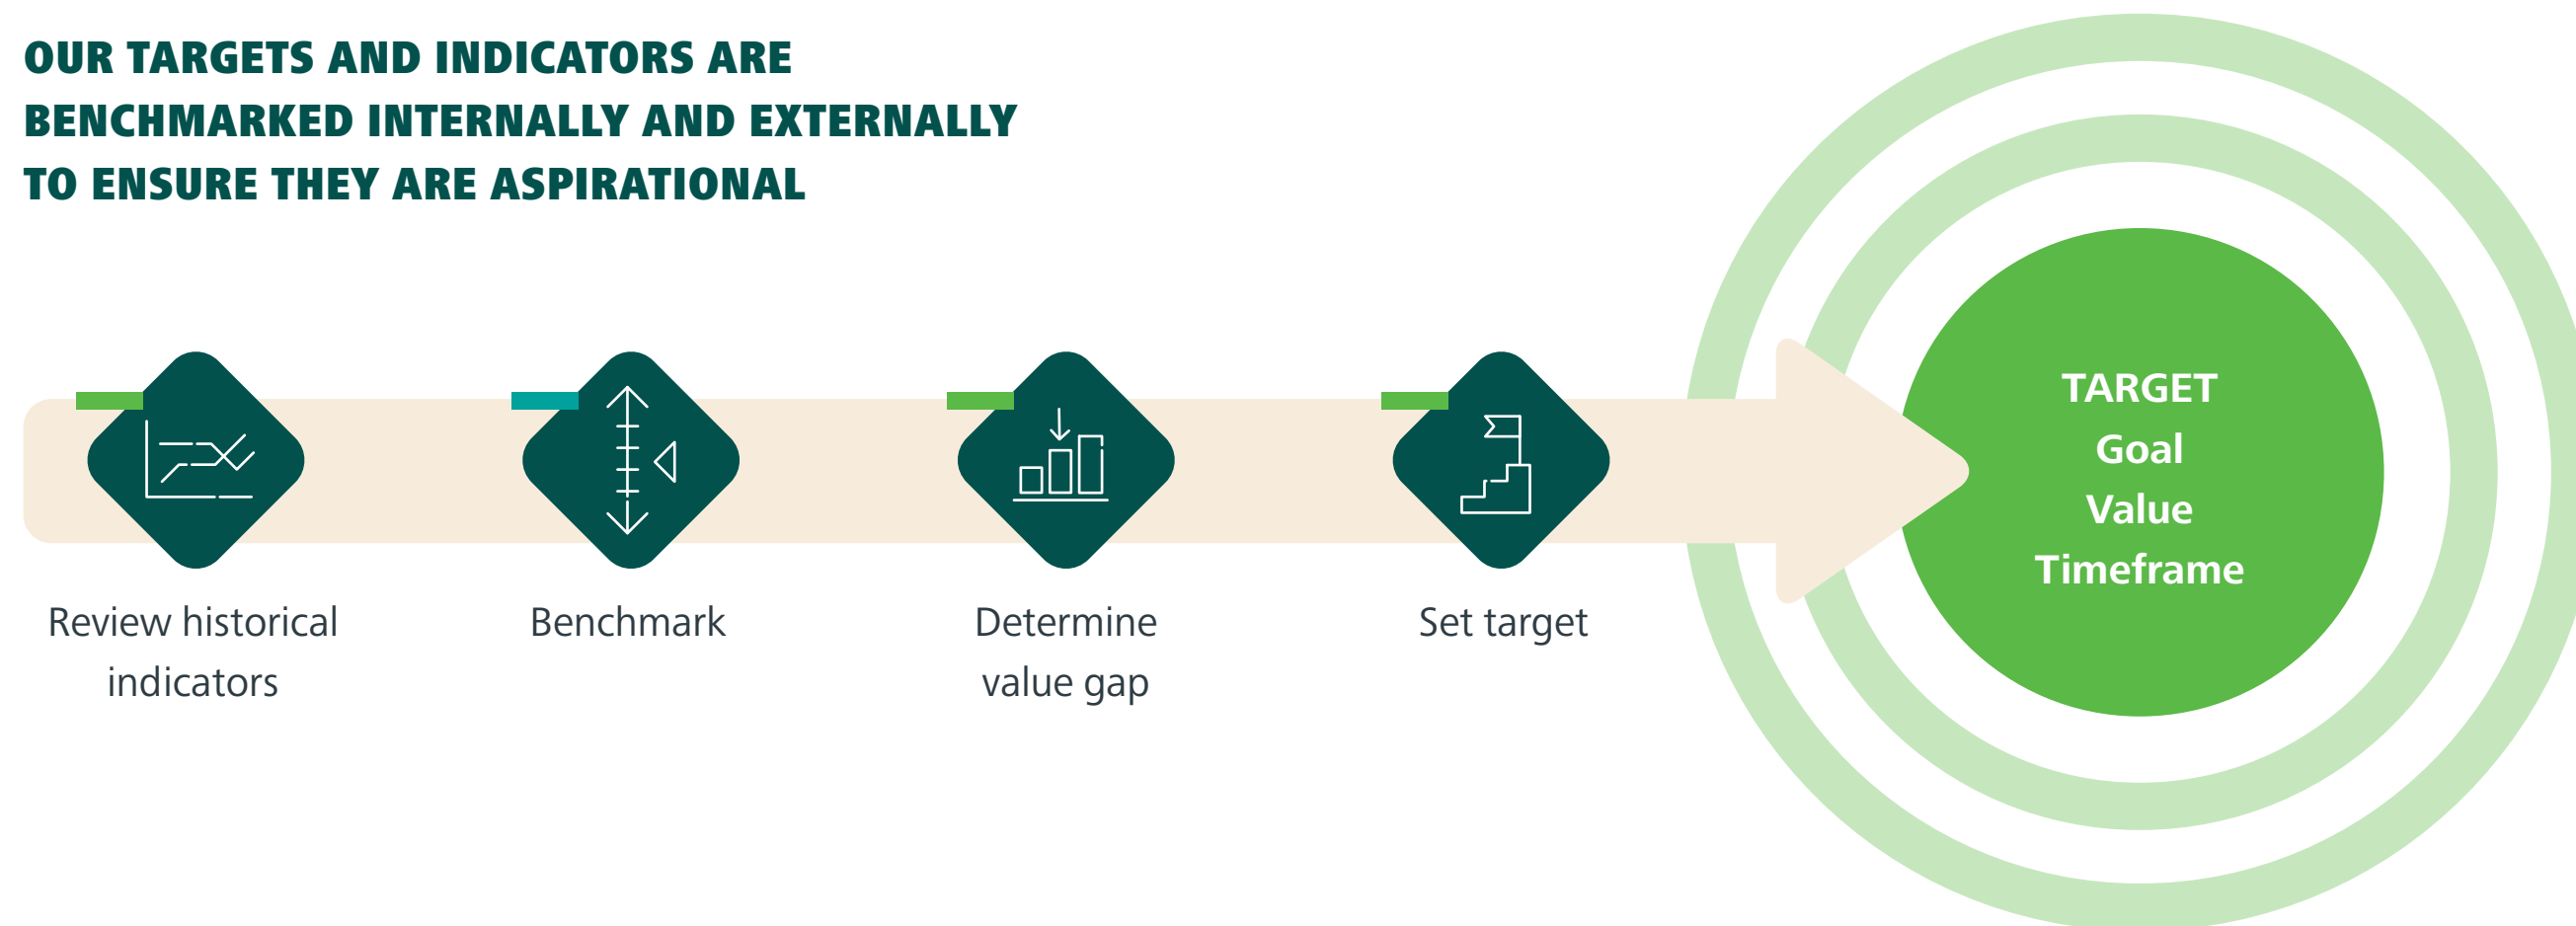 OUR TARGETS AND INDICATORS ARE
BENCHMARKED INTERNALLY AND EXTERNALLY
TO ENSURE THEY ARE ASPIRATIONAL
Review historical
indicators
Benchmark
Determine
value gap
Set target
TARGET
Goal
Value
Timeframe